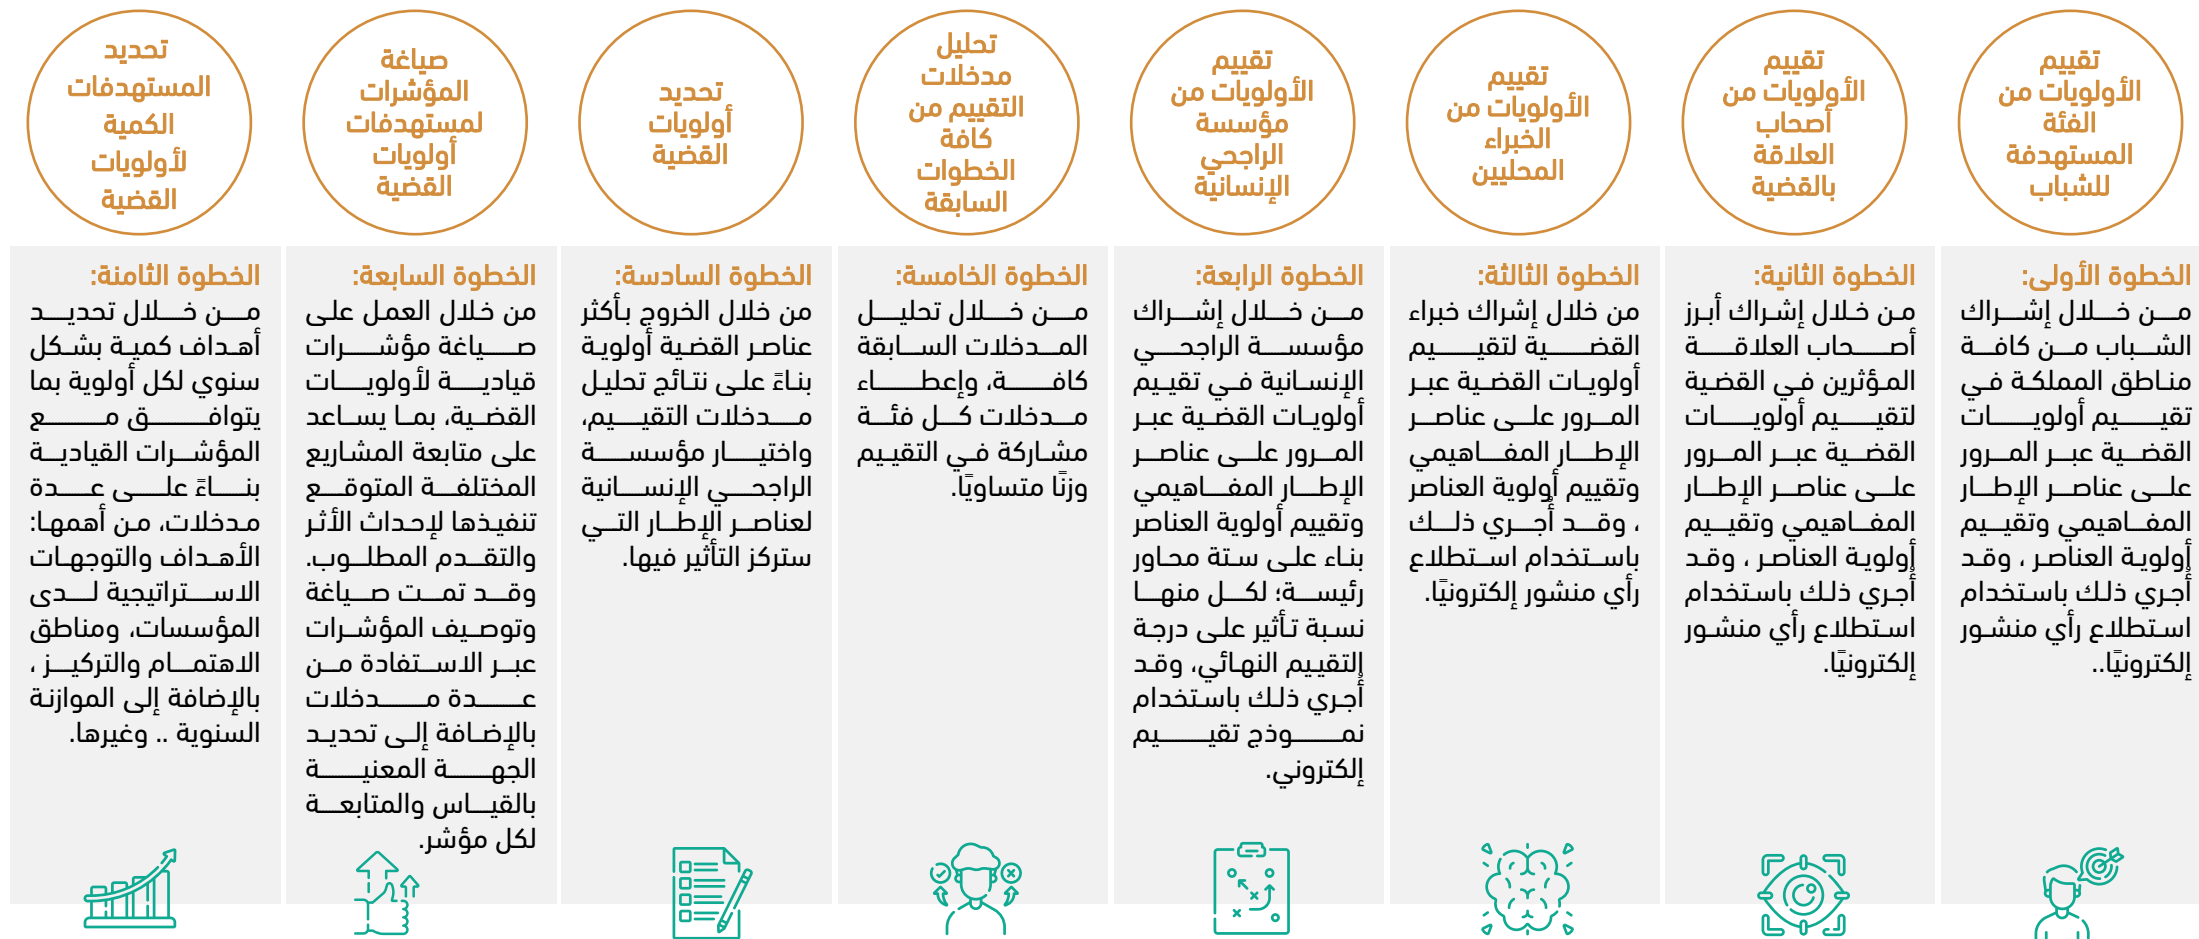 تقييم
الأولويات من
الفئة
المستهدفة
للشباب
الخطوة الأولى:
من خلال إشراك
الشباب من كافة
مناطق المملكة في
تقييم أولويات
القضية عبر المرور
على عناصر الإطار
المفاهيمي وتقييم
أولوية العناصر ، وقد
أُجري ذلك باستخدام
استطلاع رأي منشور
إلكترونيًا..
تقييم
الأولويات من
أصحاب
العلاقة
بالقضية
الخطوة الثانية:
من خلال إشراك أبرز
أصحاب العلاقة
المؤثرين في القضية
لتقييم أولويات
القضية عبر المرور
على عناصر الإطار
المفاهيمي وتقييم
أولوية العناصر ، وقد
أُجري ذلك باستخدام
استطلاع رأي منشور
إلكترونيًا.
تقييم
الأولويات من
الخبراء
المحليين
الخطوة الثالثة:
من خلال إشراك خبراء
القضية لتقييم
أولويات القضية عبر
المرور على عناصر
الإطار المفاهيمي
وتقييم أولوية العناصر
، وقد أُجري ذلك
باستخدام استطلاع
رأي منشور إلكترونيًا.
تقييم
الأولويات من
مؤسسة
الراجحي
الإنسانية
الخطوة الرابعة:
من خلال إشراك
مؤسسة الراجحي
الإنسانية في تقييم
أولويات القضية عبر
المرور على عناصر
الإطار المفاهيمي
وتقييم أولوية العناصر
بناء على ستة محاور
رئيسة؛ لكل منها
نسبة تأثير على درجة
التقييم النهائي، وقد
أُجري ذلك باستخدام
نموذج تقييم
إلكتروني.
تحليل
مدخلات
التقييم من
كافة
الخطوات
السابقة
الخطوة الخامسة:
من خلال تحليل
المدخلات السابقة
كافة، وإعطاء
مدخلات كل فئة
مشاركة في التقييم
وزنًا متساويًا.
تحديد
أولويات
القضية
الخطوة السادسة:
من خلال الخروج بأكثر
عناصر القضية أولوية
بناءً على نتائج تحليل
مدخلات التقييم،
واختيار مؤسسة
الراجحي الإنسانية
لعناصر الإطار التي
ستركز التأثير فيها.
صياغة
المؤشرات
لمستهدفات
أولويات
القضية
الخطوة السابعة:
من خلال العمل على
صياغة مؤشرات
قيادية لأولويات
القضية، بما يساعد
على متابعة المشاريع
المختلفة المتوقع
تنفيذها لإحداث الأثر
والتقدم المطلوب.
وقد تمت صياغة
وتوصيف المؤشرات
عبر الاستفادة من
عدة مدخلات
بالإضافة إلى تحديد
الجهة المعنية
بالقياس والمتابعة
لكل مؤشر.
تحديد
المستهدفات
الكمية
لأولويات
القضية
الخطوة الثامنة:
من خلال تحديد
أهداف كمية بشكل
سنوي لكل أولوية بما
يتوافق مع
المؤشرات القيادية
بناءً على عدة
مدخلات، من أهمها:
الأهداف والتوجهات
الاستراتيجية لدى
المؤسسات، ومناطق
الاهتمام والتركيز ،
بالإضافة إلى الموازنة
السنوية .. وغيرها.